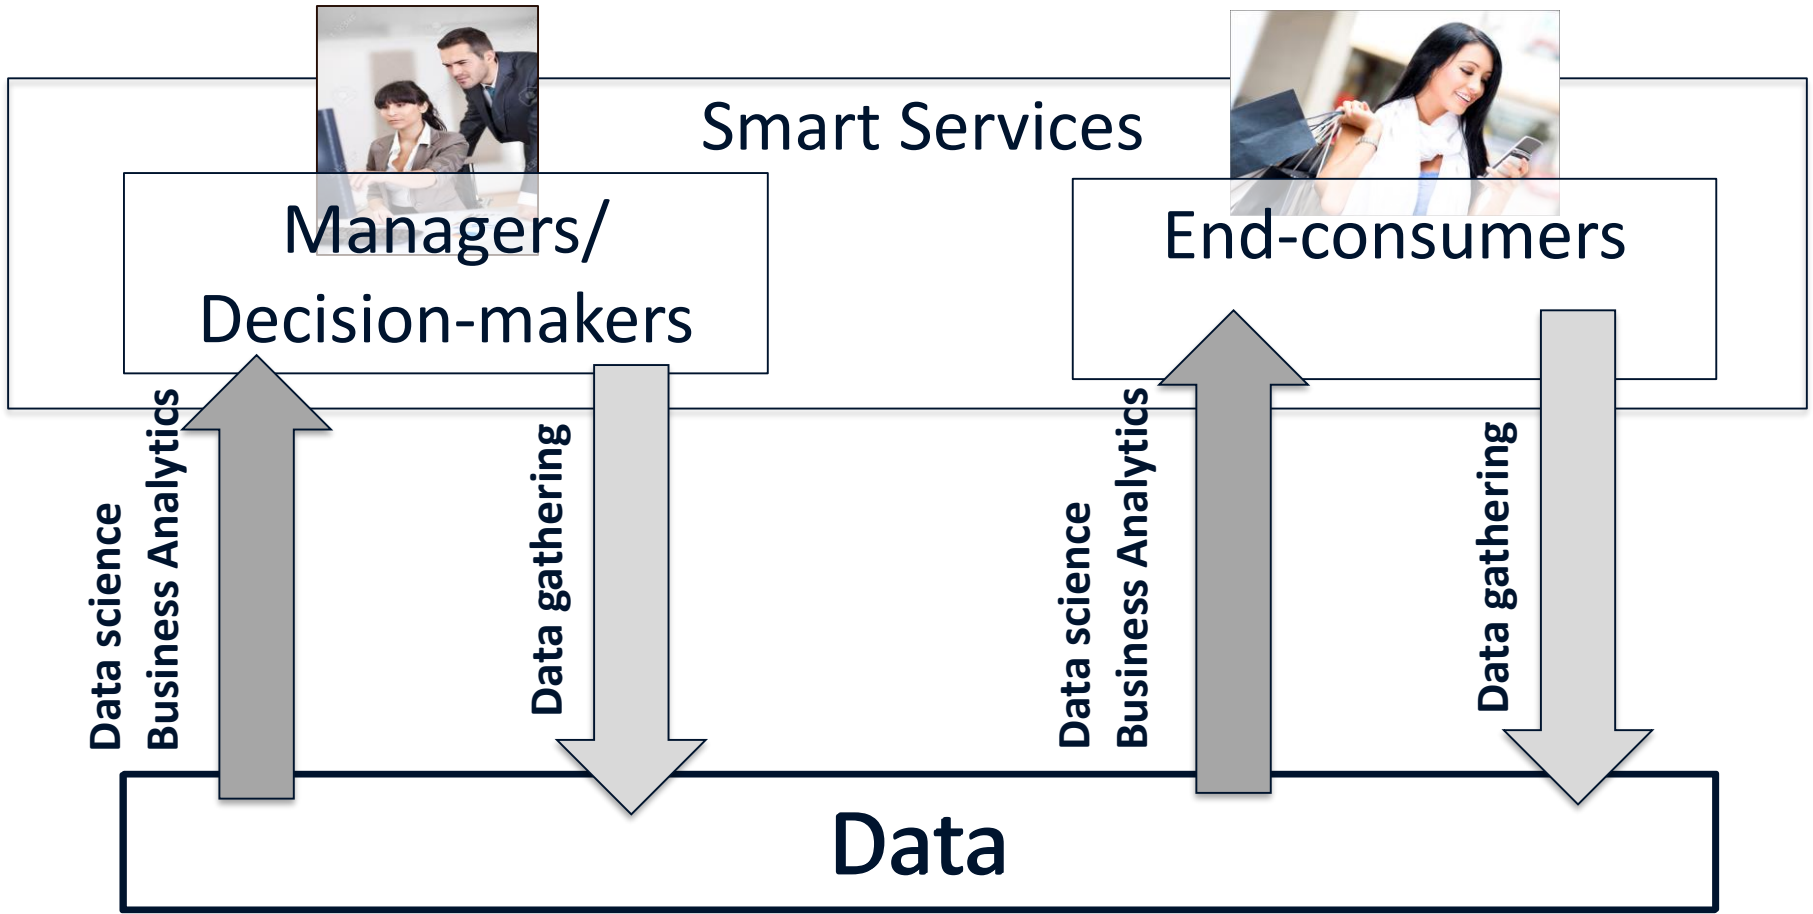 Smart Services
Managers/
Decision-makers
End-consumers
Data science
Business Analytics
Data gathering
Data science
Business Analytics
Data gathering
Data